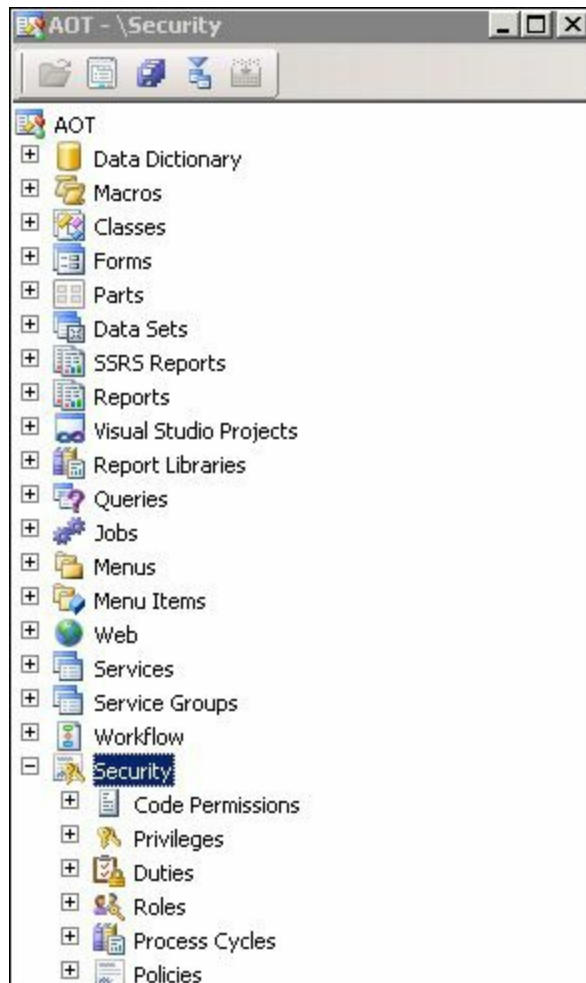 AOT - \Security
AOT
Data Dictionary
Macros
Classes
Forms
Parts
Data Sets
SSRS Reports
Reports
Visual Studio Projects
Report Libraries
Queries
Jobs
Menus
Menu Items
Web
Services
Service Groups
Workflow
Security
Code Permissions
Privileges
Duties
Roles
Process Cycles
Policies